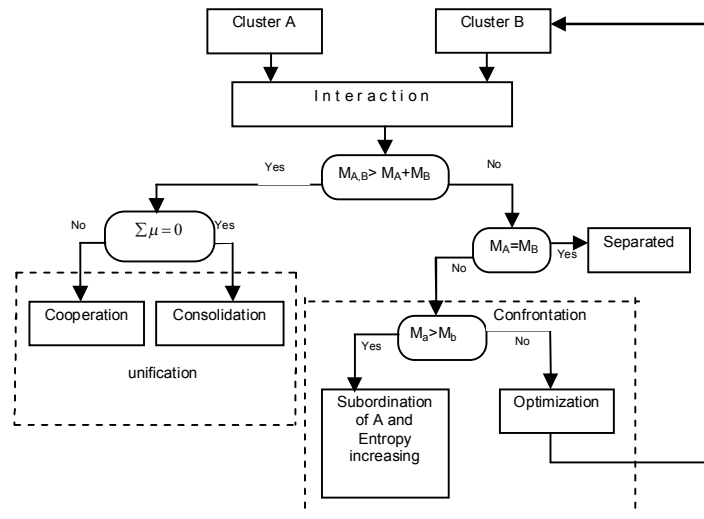 Cluster A
Cluster B
I n t e r a c t i o n
Yes
M_A,B> M_A+M_B
No
No
∑μ=0
Yes
M_A=M_B
Yes
Separated
No
Cooperation
Consolidation
unification
Confrontation
M_a>M_b
Yes
No
Subordination
of A and
Entropy
increasing
Optimization